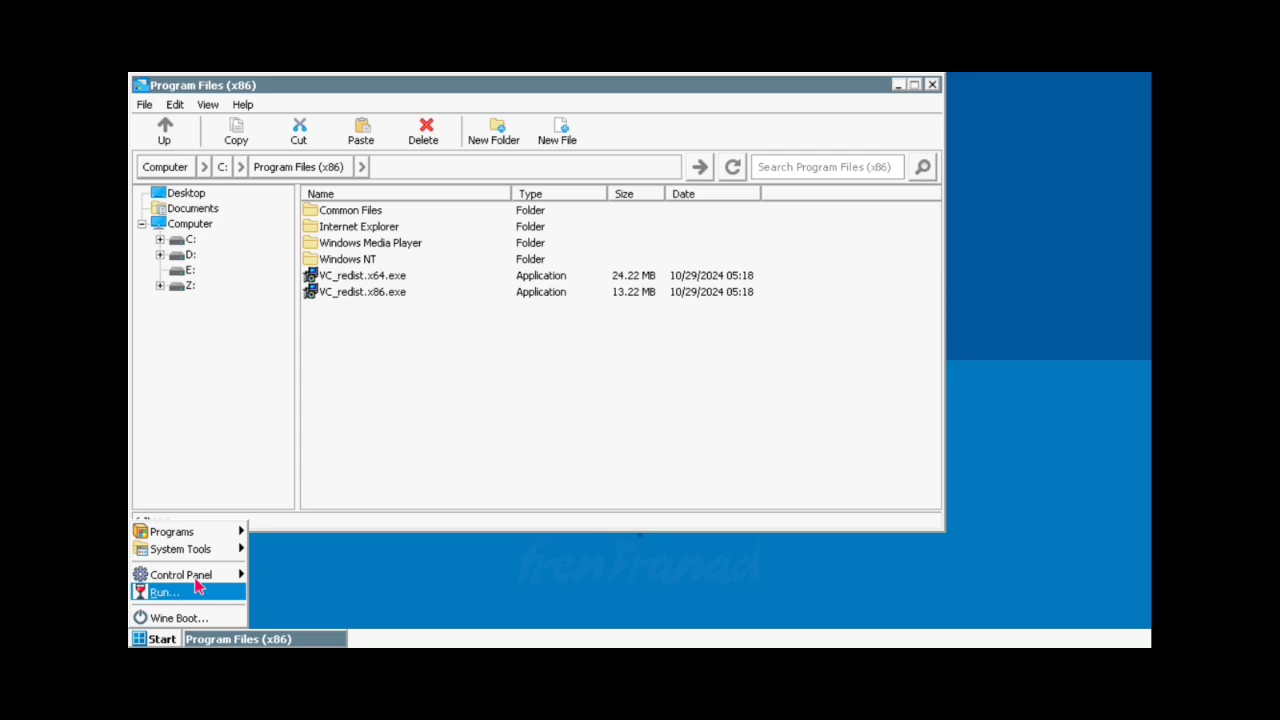 Program Files (x86)
File Edit View Help
Up Copy Cut Paste Delete New Folder New File
Computer C: Program Files (x86) Search Program Files (x86)
Desktop
Documents
Computer
C:
D:
E:
Z:
Name Type Size Date
Common Files Folder
Internet Explorer Folder
Windows Media Player Folder
Windows NT Folder
VC_redist.x64.exe Application 24.22 MB 10/29/2024 05:18
VC_redist.x86.exe Application 13.22 MB 10/29/2024 05:18
Programs
System Tools
Control Panel
Run...
Wine Boot...
fromFranad
Start Program Files (x86)